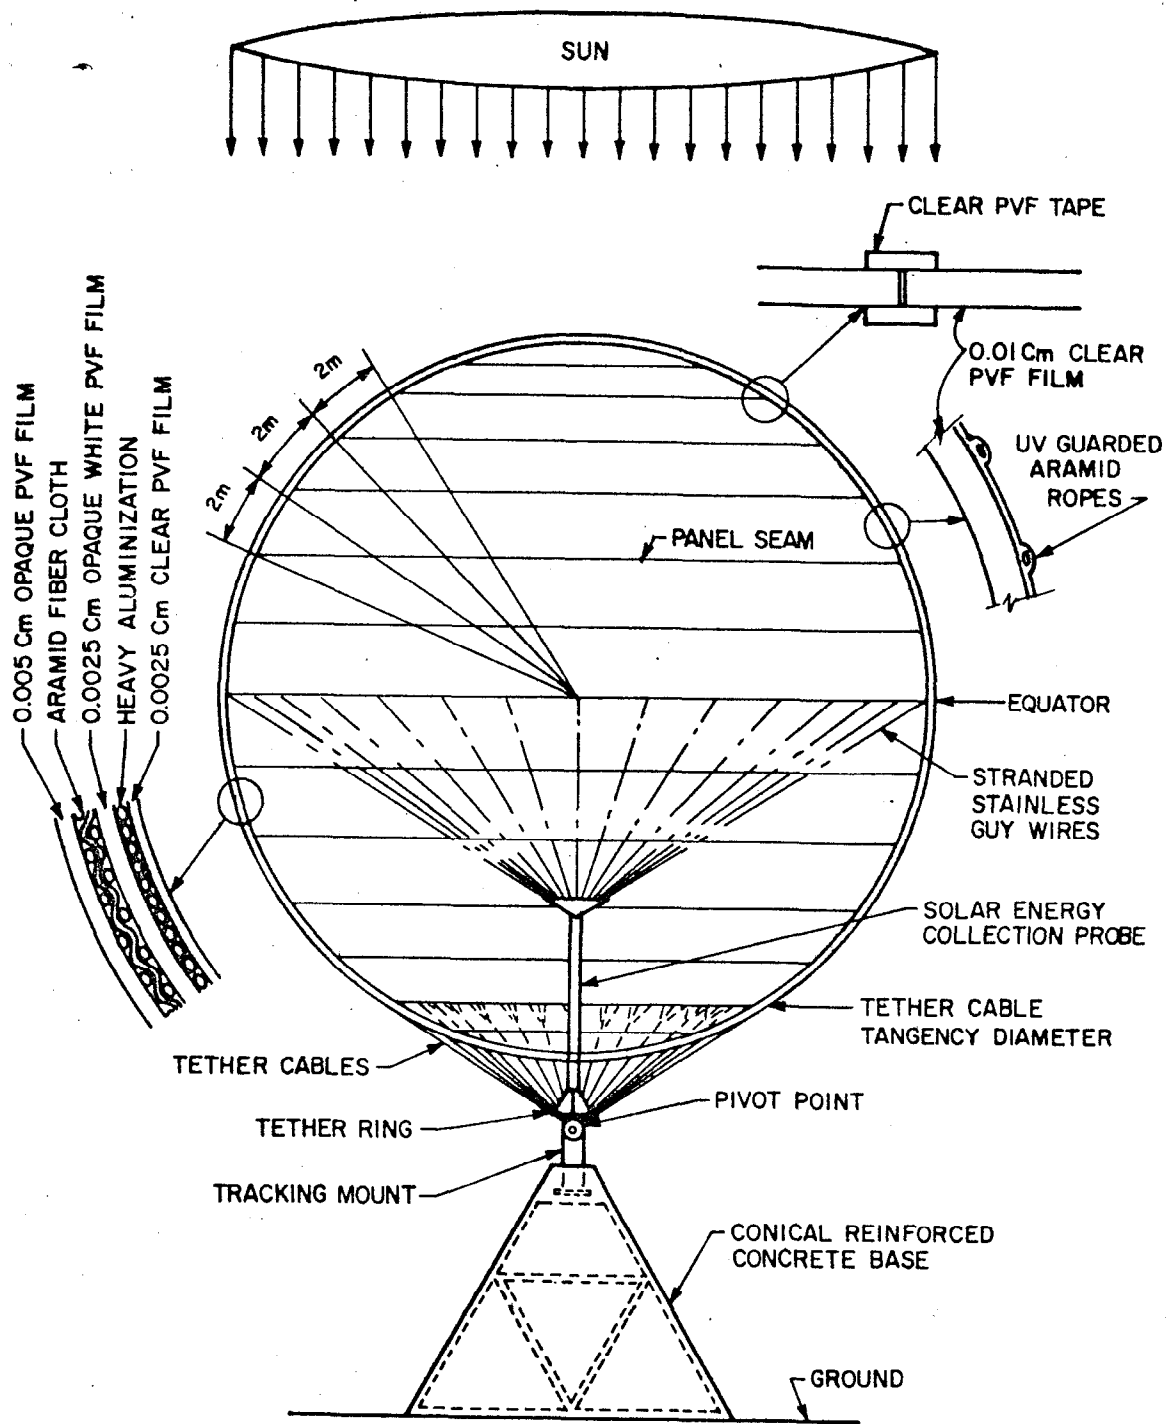 SUN
CLEAR PVF TAPE
0.01 Cm CLEAR
PVF FILM
UV GUARDED
ARAMID
ROPES
2m
2m
2m
0.005 Cm OPAQUE PVF FILM
ARAMID FIBER CLOTH
0.0025 Cm OPAQUE WHITE PVF FILM
HEAVY ALUMINIZATION
0.0025 Cm CLEAR PVF FILM
PANEL SEAM
EQUATOR
STRANDED
STAINLESS
GUY WIRES
SOLAR ENERGY
COLLECTION PROBE
TETHER CABLE
TANGENCY DIAMETER
TETHER CABLES
PIVOT POINT
TETHER RING
TRACKING MOUNT
CONICAL REINFORCED
CONCRETE BASE
GROUND